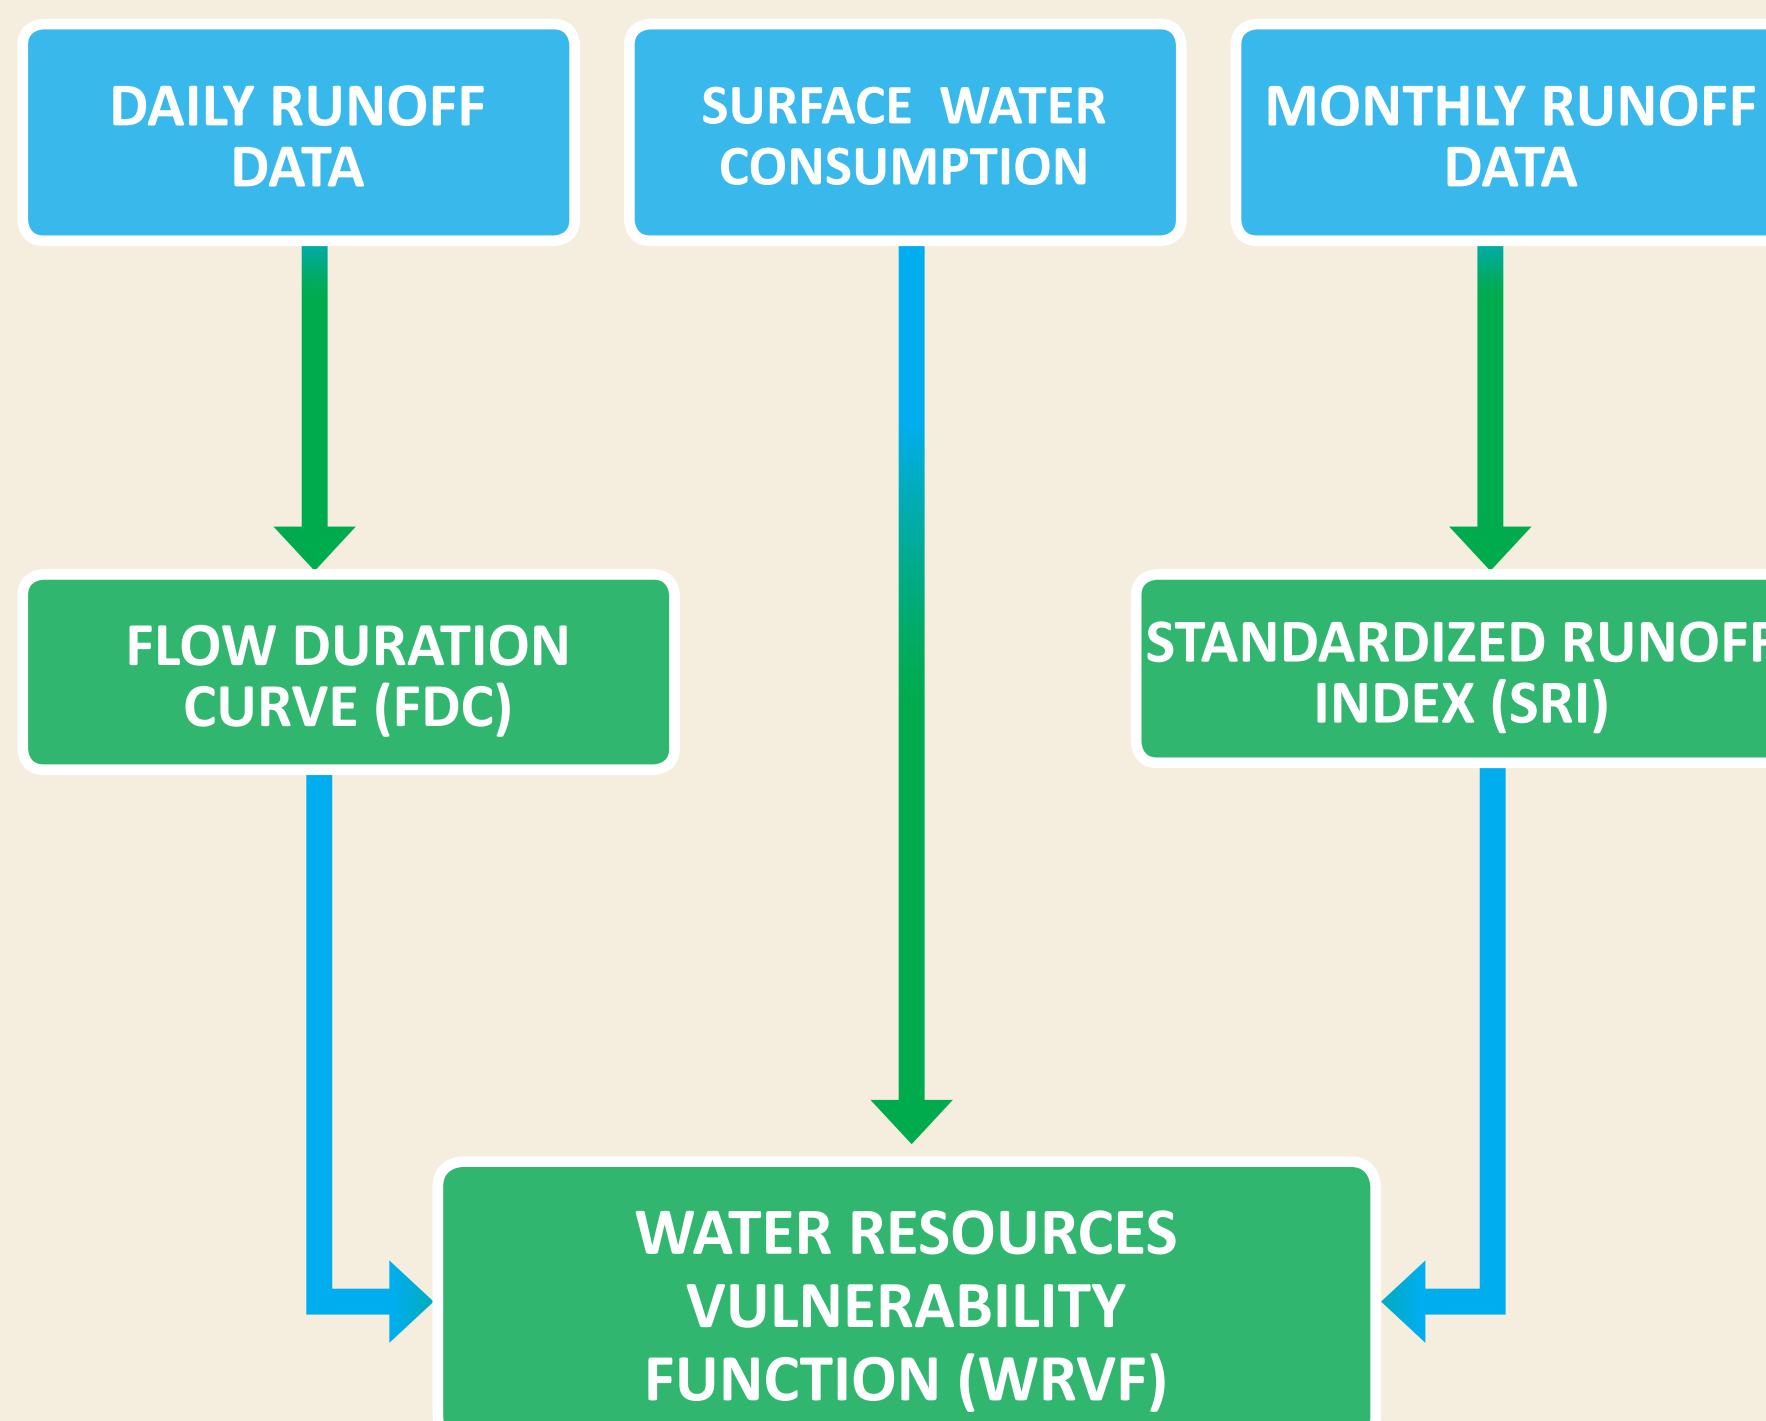 DAILY RUNOFF
DATA
SURFACE WATER
CONSUMPTION
MONTHLY RUNOFF
DATA
FLOW DURATION
CURVE (FDC)
STANDARDIZED RUNOFF
INDEX (SRI)
WATER RESOURCES
VULNERABILITY
FUNCTION (WRVF)